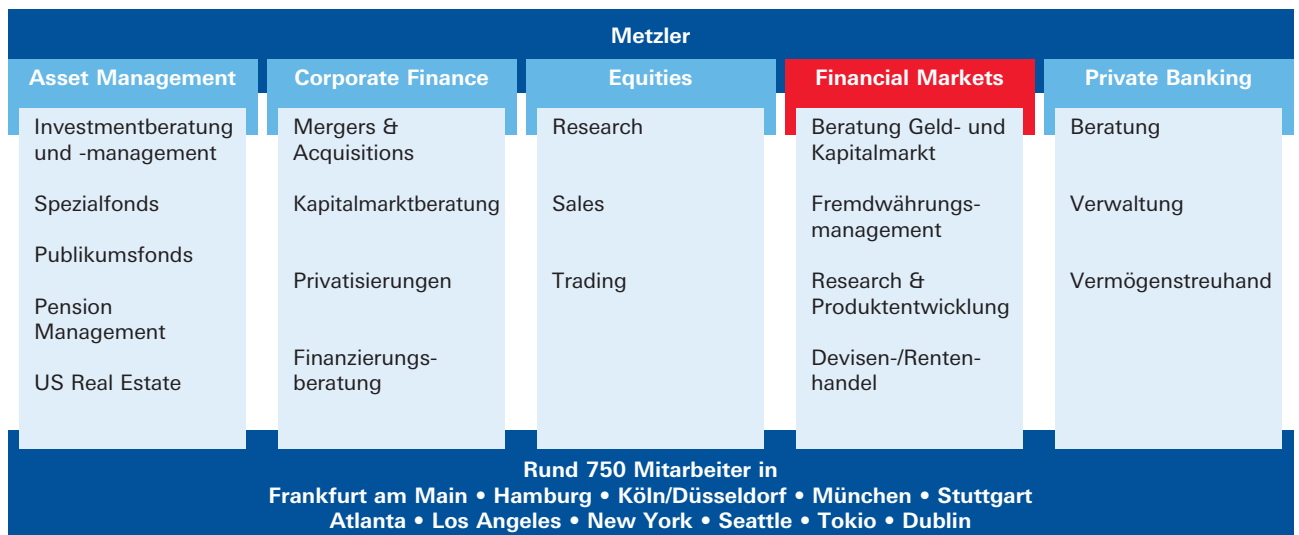 Metzler
Asset Management
Investmentberatung
und -management
Spezialfonds
Publikumsfonds
Pension
Management
US Real Estate
Corporate Finance
Mergers &
Acquisitions
Kapitalmarktberatung
Privatisierungen
Finanzierungs-
beratung
Equities
Research
Sales
Trading
Financial Markets
Beratung Geld- und
Kapitalmarkt
Fremdwährungs-
management
Research &
Produktentwicklung
Devisen-/Renten-
handel
Private Banking
Beratung
Verwaltung
Vermögenstreuhand
Rund 750 Mitarbeiter in
Frankfurt am Main • Hamburg • Köln/Düsseldorf • München • Stuttgart
Atlanta • Los Angeles • New York • Seattle • Tokio • Dublin